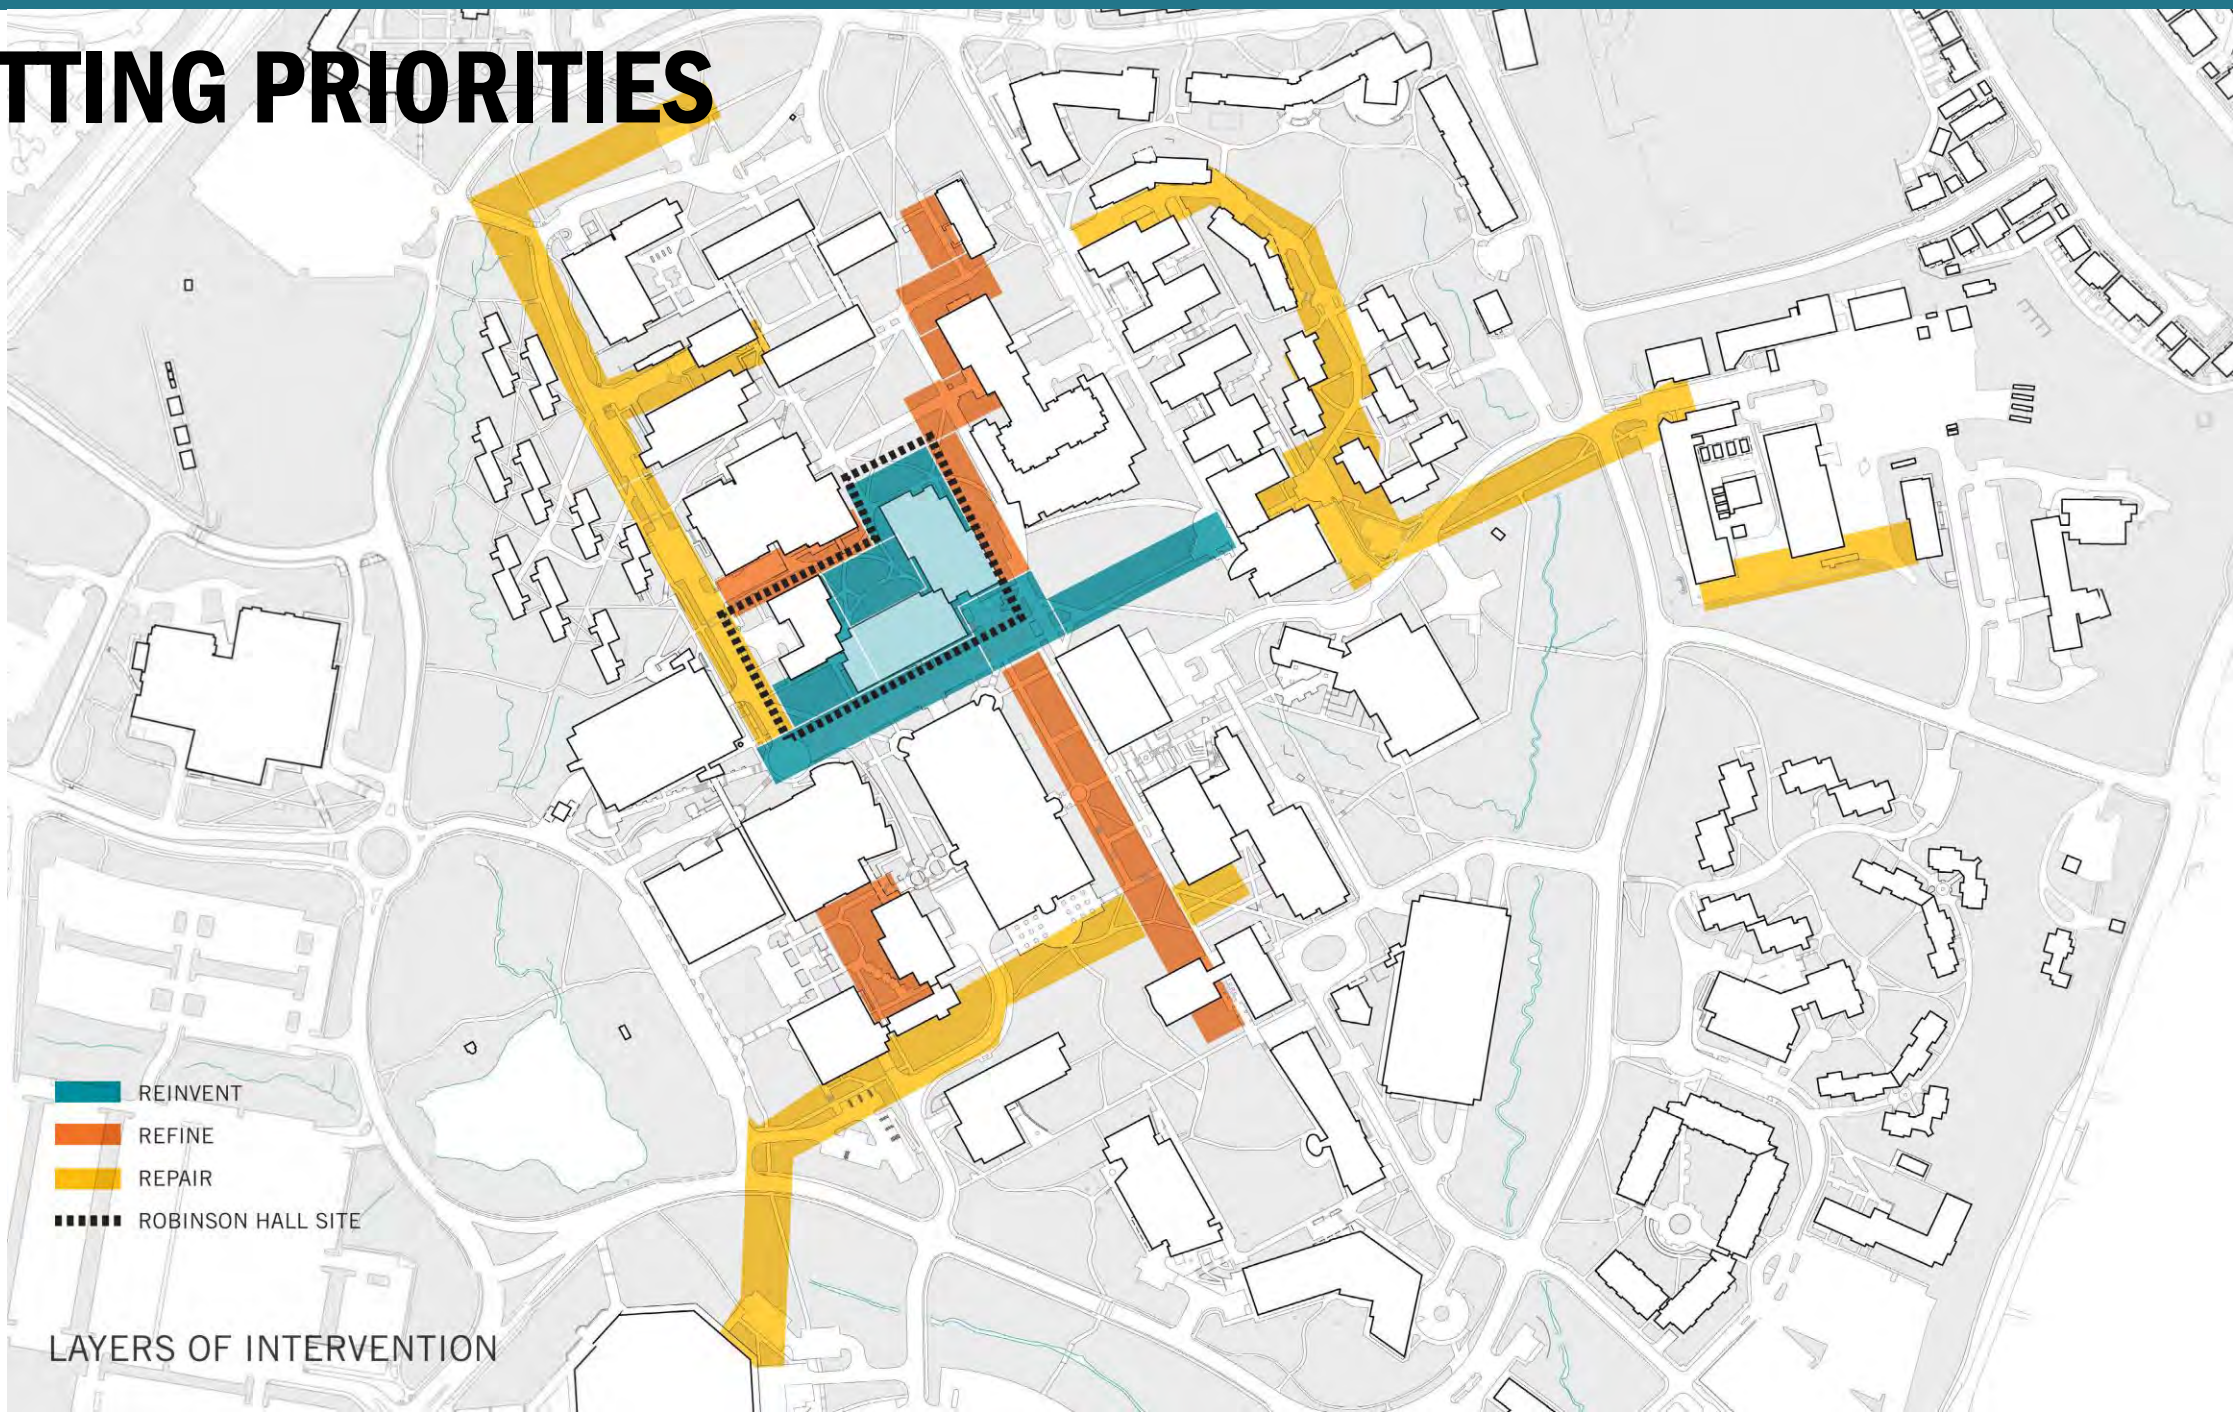 TTING PRIORITIES
REINVENT
REFINE
REPAIR
ROBINSON HALL SITE
LAYERS OF INTERVENTION